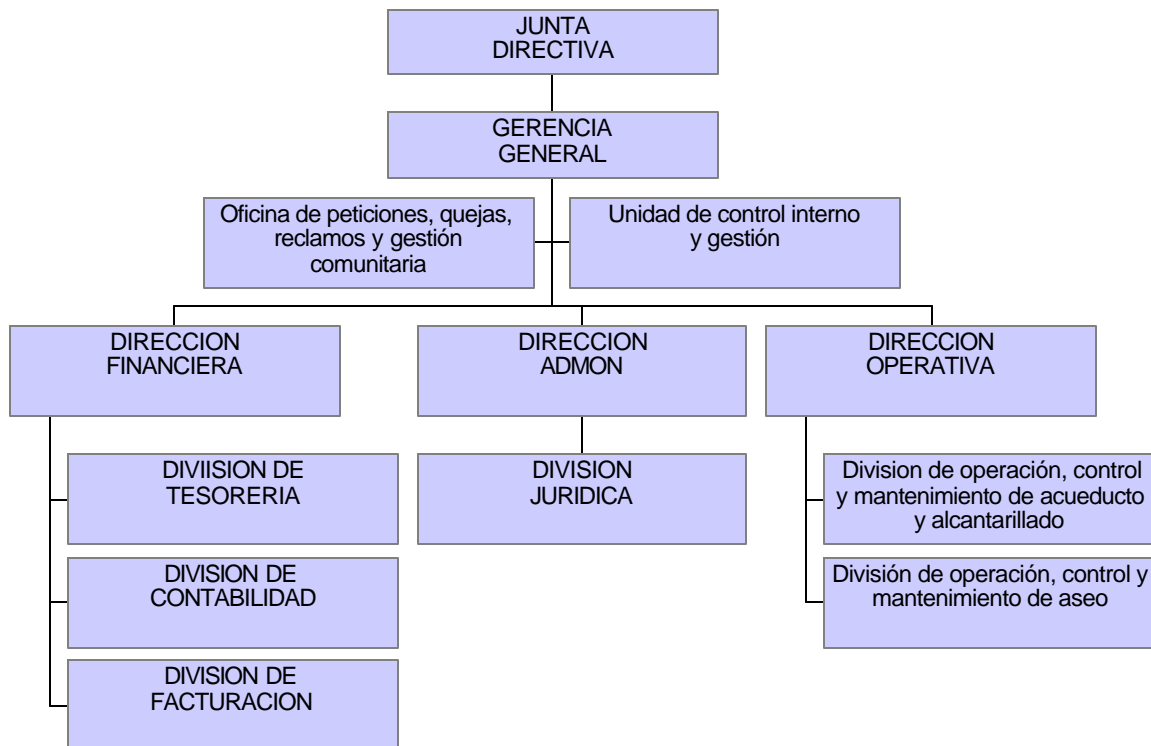 JUNTA
DIRECTIVA
GERENCIA
GENERAL
Oficina de peticiones, quejas,
reclamos y gestión
comunitaria
Unidad de control interno
y gestión
DIRECCION
FINANCIERA
DIRECCION
ADMON
DIRECCION
OPERATIVA
DIVIISION DE
TESORERIA
DIVISION
JURIDICA
Division de operación, control
y mantenimiento de acueducto
y alcantarillado
DIVISION DE
CONTABILIDAD
División de operación, control y
mantenimiento de aseo
DIVISION DE
FACTURACION